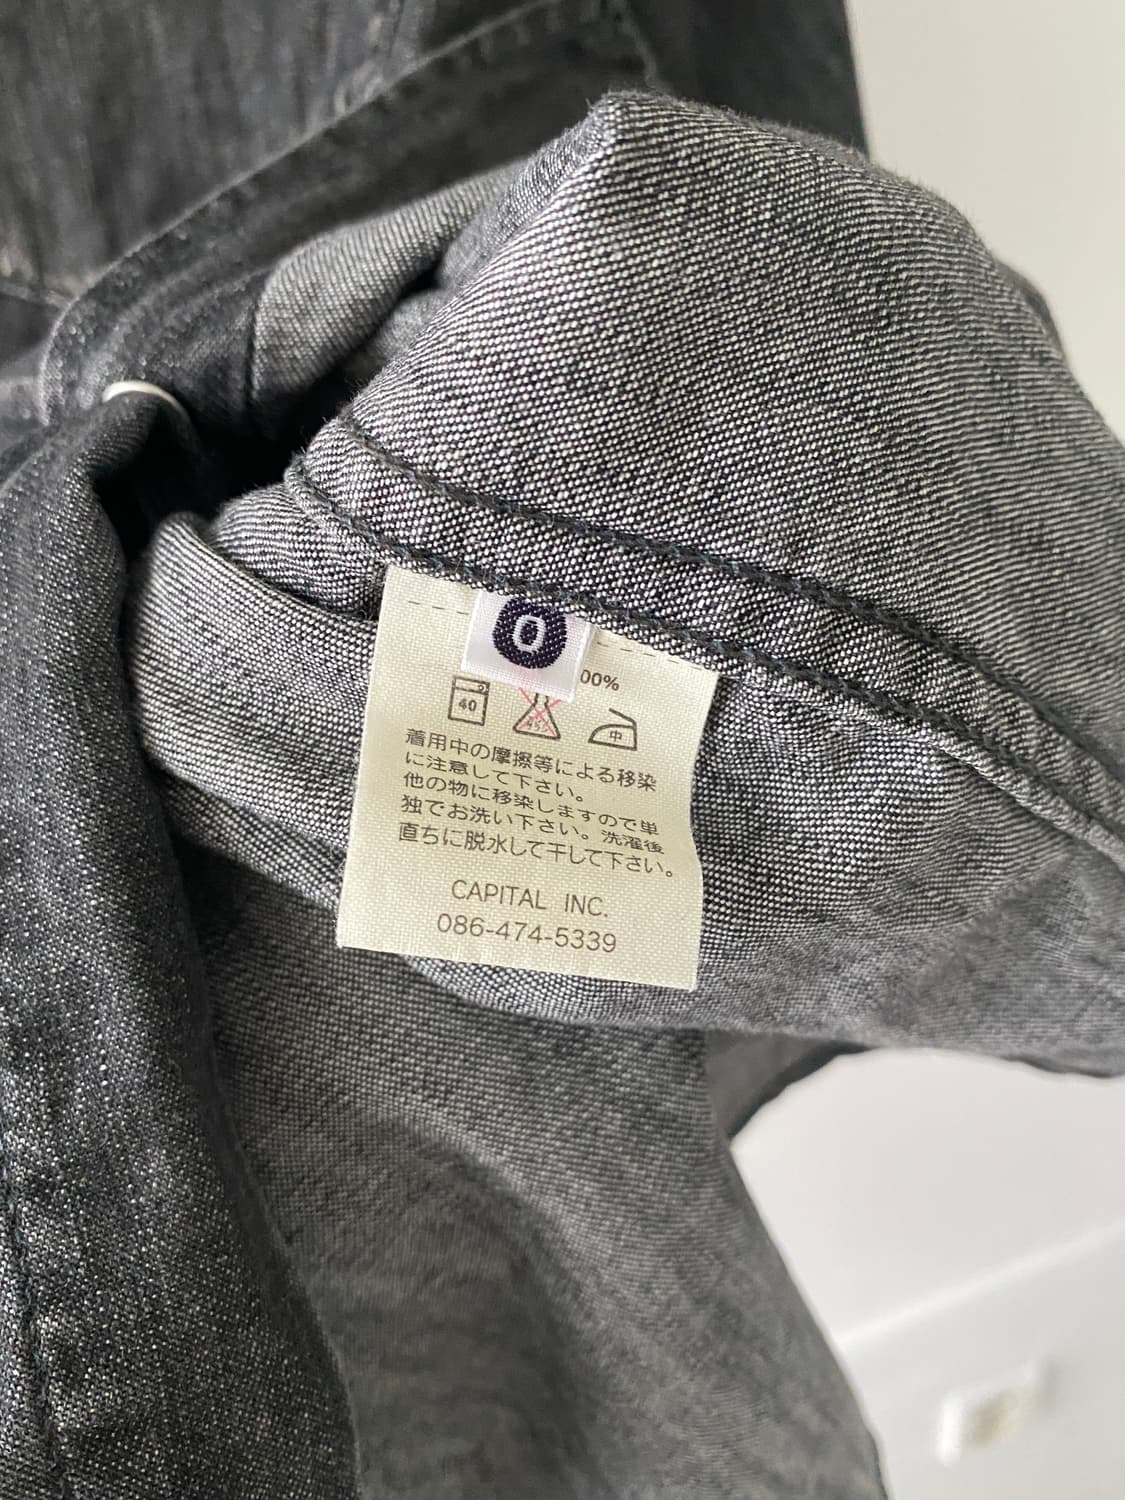 0
00%
40
中
着用中の摩擦等による移染
に注意して下さい。
他の物に移染しますので単
独でお洗い下さい。洗濯後
直ちに脱水して干して下さい。
CAPITAL INC.
086-474-5339